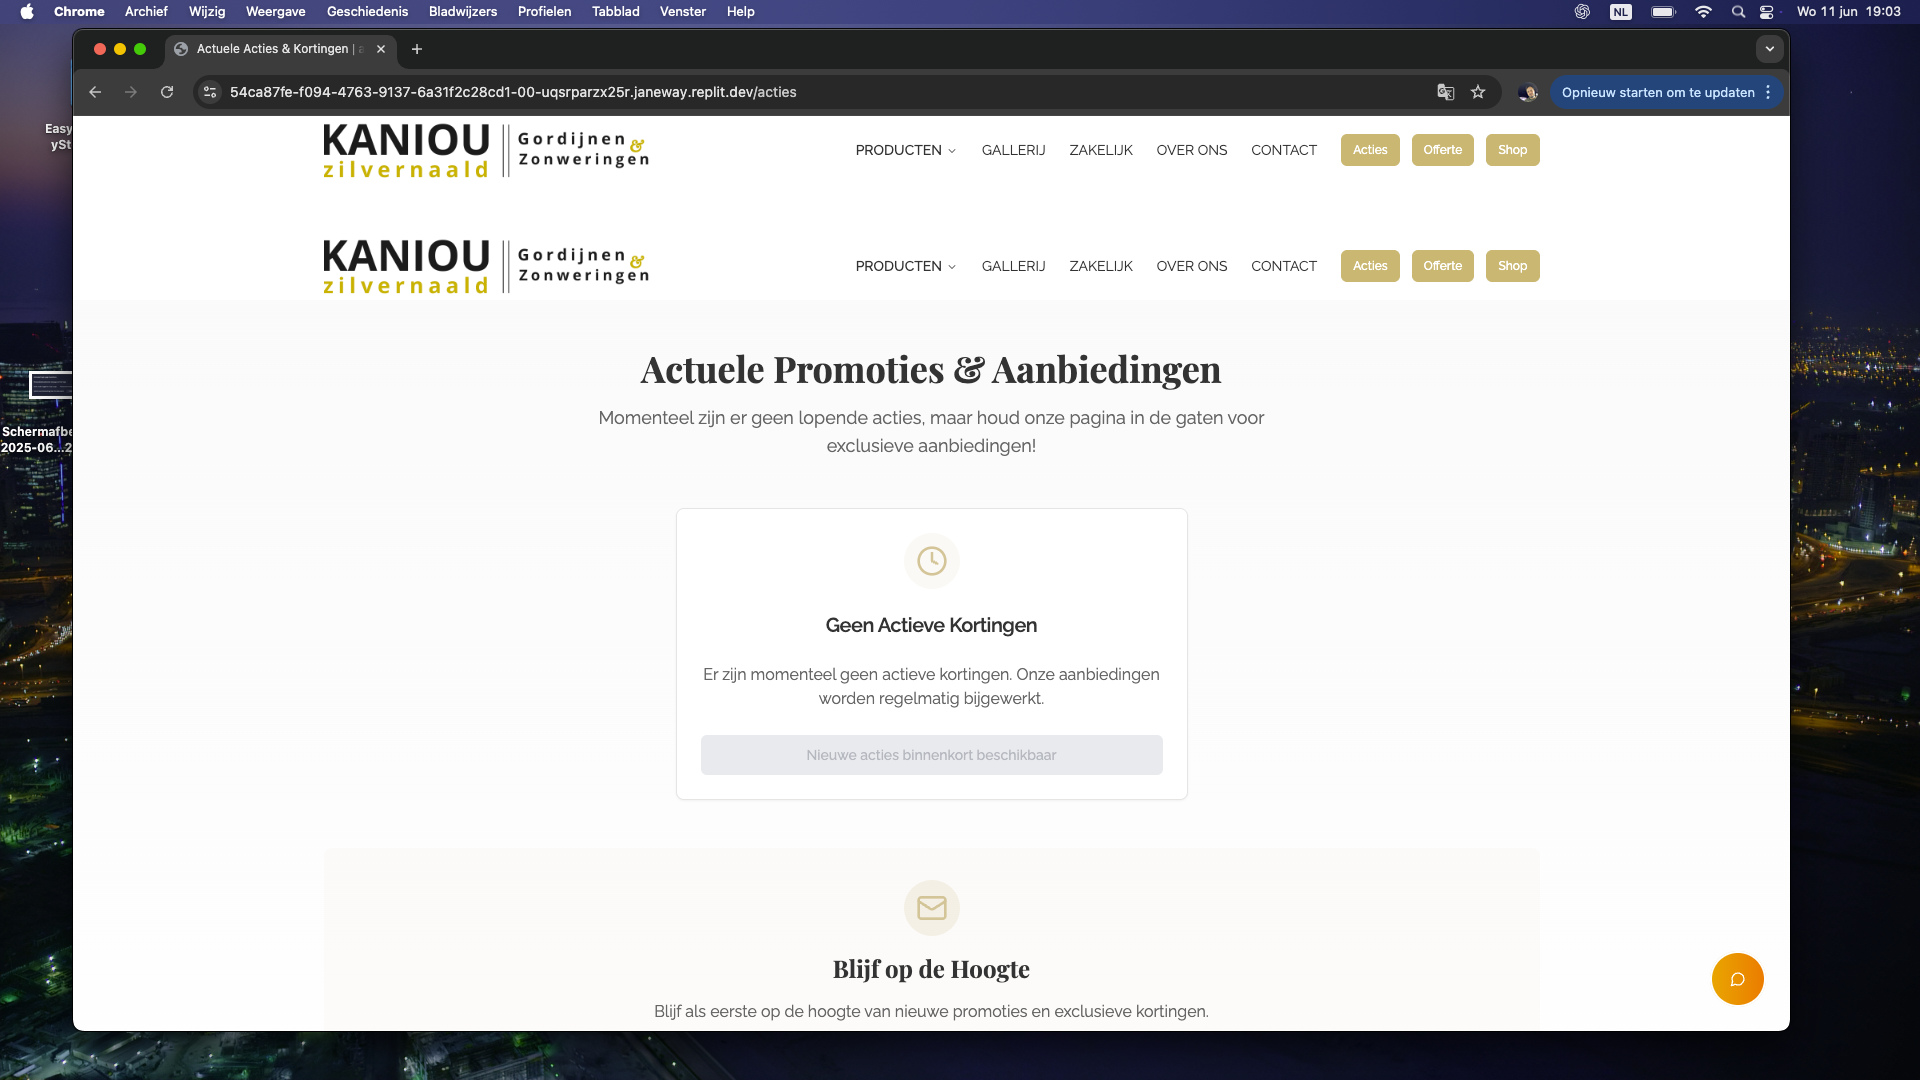 Chrome Archief Wijzig Weergave Geschiedenis Bladwijzers Profielen Tabblad Venster Help NL Wo 11 jun 19:03
Actuele Acties & Kortingen |
54ca87fe-f094-4763-9137-6a31f2c28cd1-00-uqsrparzx25r.janeway.replit.dev/acties
Opnieuw starten om te updaten
Easy
ySt
Schermafbe
2025-06...2
KANIOU Gordijnen &
zilvernaald Zonweringen
PRODUCTEN GALLERIJ ZAKELIJK OVER ONS CONTACT Acties Offerte Shop
KANIOU Gordijnen &
zilvernaald Zonweringen
PRODUCTEN GALLERIJ ZAKELIJK OVER ONS CONTACT Acties Offerte Shop
Actuele Promoties & Aanbiedingen
Momenteel zijn er geen lopende acties, maar houd onze pagina in de gaten voor
exclusieve aanbiedingen!
Geen Actieve Kortingen
Er zijn momenteel geen actieve kortingen. Onze aanbiedingen
worden regelmatig bijgewerkt.
Nieuwe acties binnenkort beschikbaar
Blijf op de Hoogte
Blijf als eerste op de hoogte van nieuwe promoties en exclusieve kortingen.